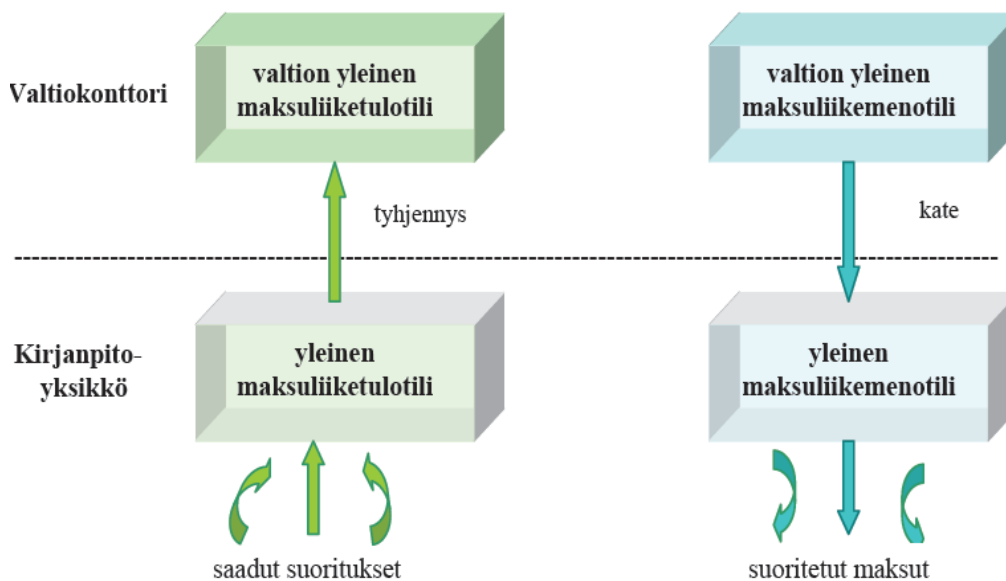 Valtiokonttori
valtion yleinen
maksuliiketulotili
valtion yleinen
maksuliikemenotili
tyhjennys
kate
Kirjanpito-
yksikkö
yleinen
maksuliiketulotili
yleinen
maksuliikemenotili
saadut suoritukset
suoritetut maksut